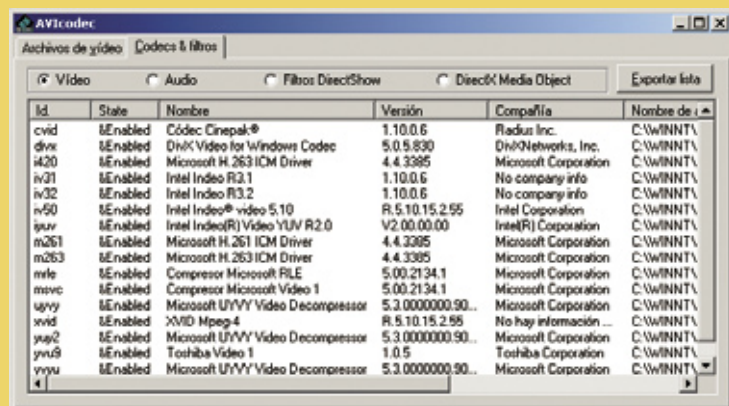 AVIcodec
Archivos de vídeo Codecs & filtros
Vídeo Audio Filtros DirectShow DirectX Media Object Exportar lista
Id. State Nombre Versión Compañía Nombre de a
cvid &Enabled Códec Cinepak® 1.10.0.6 Radius Inc. C:\WINNT\
divx &Enabled DivX Video for Windows Codec 5.0.5.830 DivXNetworks, Inc. C:\WINNT\
i420 &Enabled Microsoft H.263 ICM Driver 4.4.3385 Microsoft Corporation C:\WINNT\
iv31 &Enabled Intel Indeo R3.1 1.10.0.6 No company info C:\WINNT\
iv32 &Enabled Intel Indeo R3.2 1.10.0.6 No company info C:\WINNT\
iv50 &Enabled Intel Indeo® video 5.10 R.5.10.15.2.55 Intel Corporation C:\WINNT\
iyuv &Enabled Intel Indeo(R) Video YUV R2.0 V2.00.00.00 Intel(R) Corporation C:\WINNT\
m261 &Enabled Microsoft H.261 ICM Driver 4.4.3385 Microsoft Corporation C:\WINNT\
m263 &Enabled Microsoft H.263 ICM Driver 4.4.3385 Microsoft Corporation C:\WINNT\
mrle &Enabled Compresor Microsoft RLE 5.00.2134.1 Microsoft Corporation C:\WINNT\
msvc &Enabled Compresor Microsoft Video 1 5.00.2134.1 Microsoft Corporation C:\WINNT\
uyvy &Enabled Microsoft UYVY Video Decompressor 5.3.0000000.90... Microsoft Corporation C:\WINNT\
xvid &Enabled XVID Mpeg-4 R.5.10.15.2.55 No hay información ... C:\WINNT\
yuy2 &Enabled Microsoft UYVY Video Decompressor 5.3.0000000.90... Microsoft Corporation C:\WINNT\
yvu9 &Enabled Toshiba Video 1 1.0.5 Toshiba Corporation C:\WINNT\
yvyu &Enabled Microsoft UYVY Video Decompressor 5.3.0000000.90... Microsoft Corporation C:\WINNT\